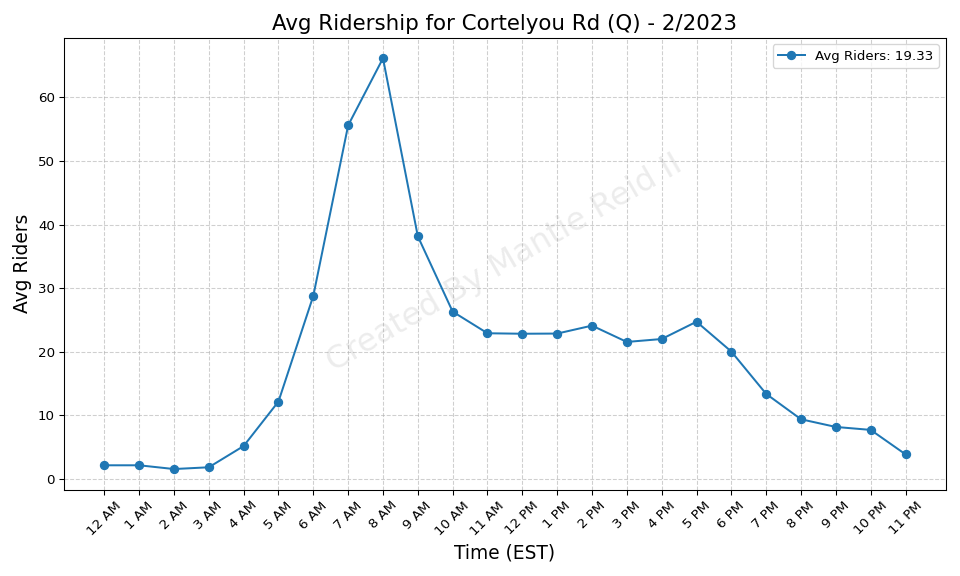 Avg Ridership for Cortelyou Rd (Q) - 2/2023
Avg Riders: 19.33
Avg Riders
60
50
40
30
20
10
0
Created By Mantle Reid II
12 AM
1 AM
2 AM
3 AM
4 AM
5 AM
6 AM
7 AM
8 AM
9 AM
10 AM
11 AM
12 PM
1 PM
2 PM
3 PM
4 PM
5 PM
6 PM
7 PM
8 PM
9 PM
10 PM
11 PM
Time (EST)